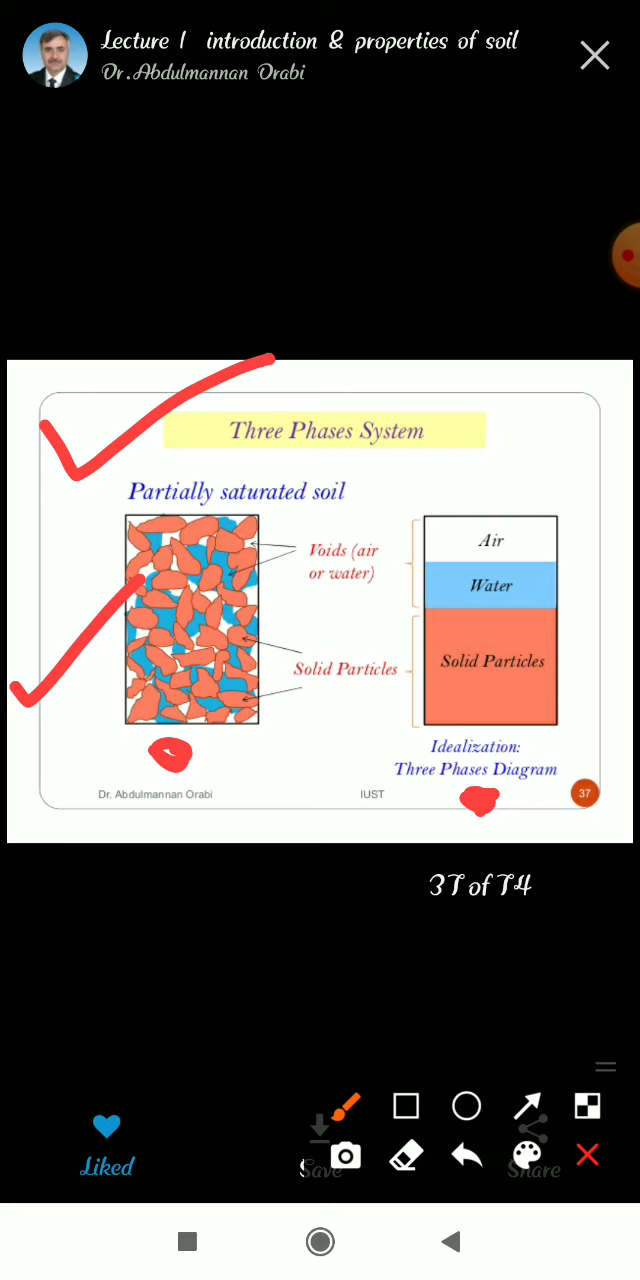 Lecture 1 introduction & properties of soil
Dr.Abdulmannan Orabi
Three Phases System
Partially saturated soil
Voids (air
or water)
Solid Particles
Air
Water
Solid Particles
Idealization:
Three Phases Diagram
Dr. Abdulmannan Orabi
IUST
37
37 of 74
Liked
Save
Share